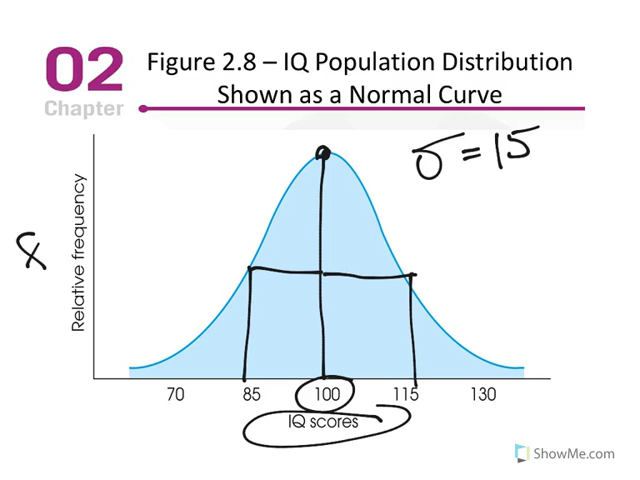 02
Chapter
Figure 2.8 – IQ Population Distribution
Shown as a Normal Curve
σ = 15
Relative frequency
70 85 100 115 130
IQ scores
ShowMe.com